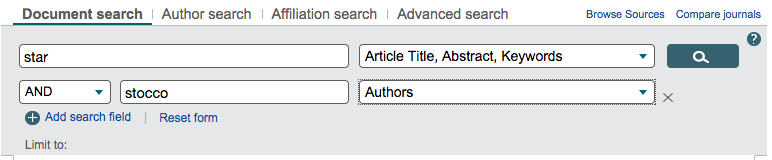 Document search | Author search | Affiliation search | Advanced search Browse Sources Compare journals
star Article Title, Abstract, Keywords ?
AND stocco Authors ×
+ Add search field | Reset form
Limit to: